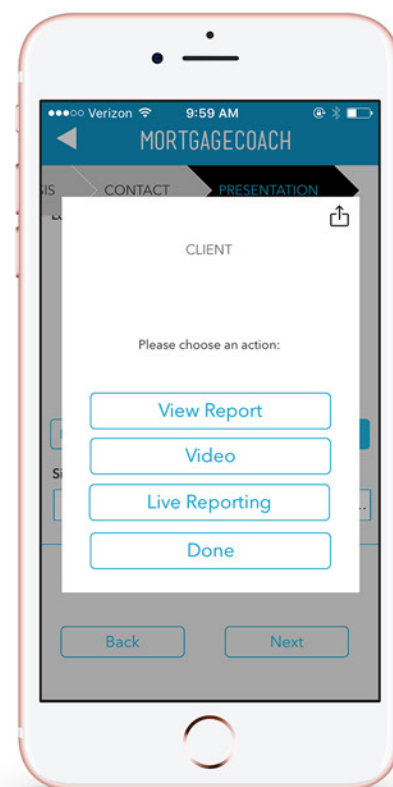 Verizon 9:59 AM
MORTGAGECOACH
CONTACT PRESENTATION
CLIENT
Please choose an action:
View Report
Video
Live Reporting
Done
Back Next